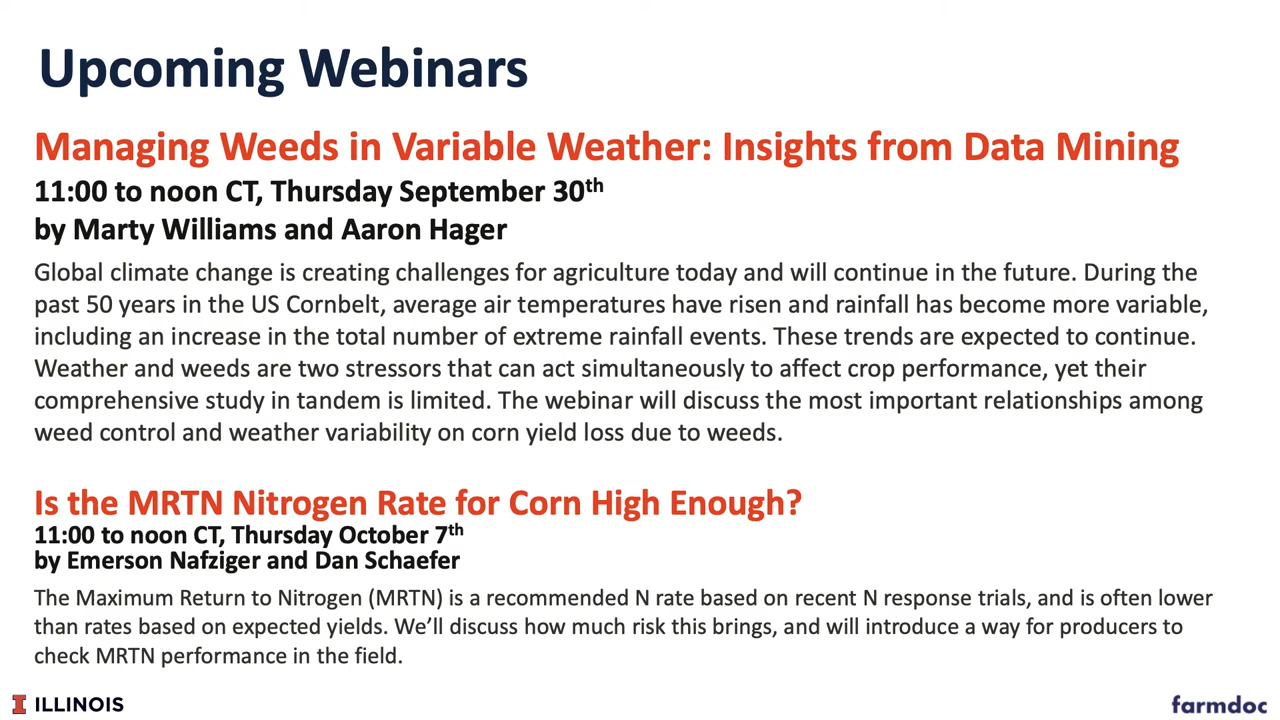 Upcoming Webinars
Managing Weeds in Variable Weather: Insights from Data Mining
11:00 to noon CT, Thursday September 30th
by Marty Williams and Aaron Hager
Global climate change is creating challenges for agriculture today and will continue in the future. During the
past 50 years in the US Cornbelt, average air temperatures have risen and rainfall has become more variable,
including an increase in the total number of extreme rainfall events. These trends are expected to continue.
Weather and weeds are two stressors that can act simultaneously to affect crop performance, yet their
comprehensive study in tandem is limited. The webinar will discuss the most important relationships among
weed control and weather variability on corn yield loss due to weeds.
Is the MRTN Nitrogen Rate for Corn High Enough?
11:00 to noon CT, Thursday October 7th
by Emerson Nafziger and Dan Schaefer
The Maximum Return to Nitrogen (MRTN) is a recommended N rate based on recent N response trials, and is often lower
than rates based on expected yields. We’ll discuss how much risk this brings, and will introduce a way for producers to
check MRTN performance in the field.
I ILLINOIS
farmdoc